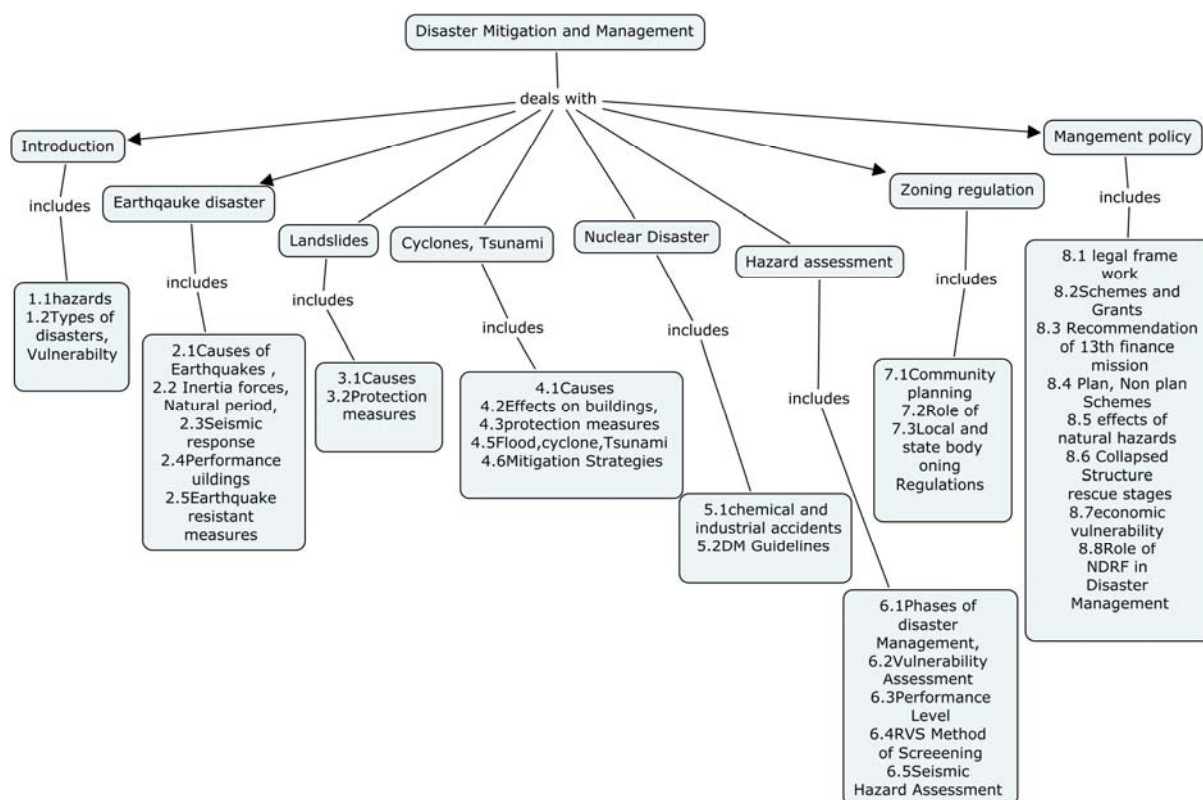 Disaster Mitigation and Management
deals with
Introduction
includes
1.1hazards
1.2Types of
disasters,
Vulnerabilty
Earthqauke disaster
includes
2.1Causes of
Earthquakes ,
2.2 Inertia forces,
Natural period,
2.3Seismic
response
2.4Performance
uildings
2.5Earthquake
resistant
measures
Landslides
includes
3.1Causes
3.2Protection
measures
Cyclones, Tsunami
includes
4.1Causes
4.2Effects on buildings,
4.3protection measures
4.5Flood,cyclone,Tsunami
4.6Mitigation Strategies
Nuclear Disaster
includes
5.1chemical and
industrial accidents
5.2DM Guidelines
Hazard assessment
includes
6.1Phases of
disaster
Management,
6.2Vulnerability
Assessment
6.3Performance
Level
6.4RVS Method
of Screeening
6.5Seismic
Hazard Assessment
Zoning regulation
includes
7.1Community
planning
7.2Role of
7.3Local and
state body
oning
Regulations
Mangement policy
includes
8.1 legal frame
work
8.2Schemes and
Grants
8.3 Recommendation
of 13th finance
mission
8.4 Plan, Non plan
Schemes
8.5 effects of
natural hazards
8.6 Collapsed
Structure
rescue stages
8.7economic
vulnerability
8.8Role of
NDRF in
Disaster
Management